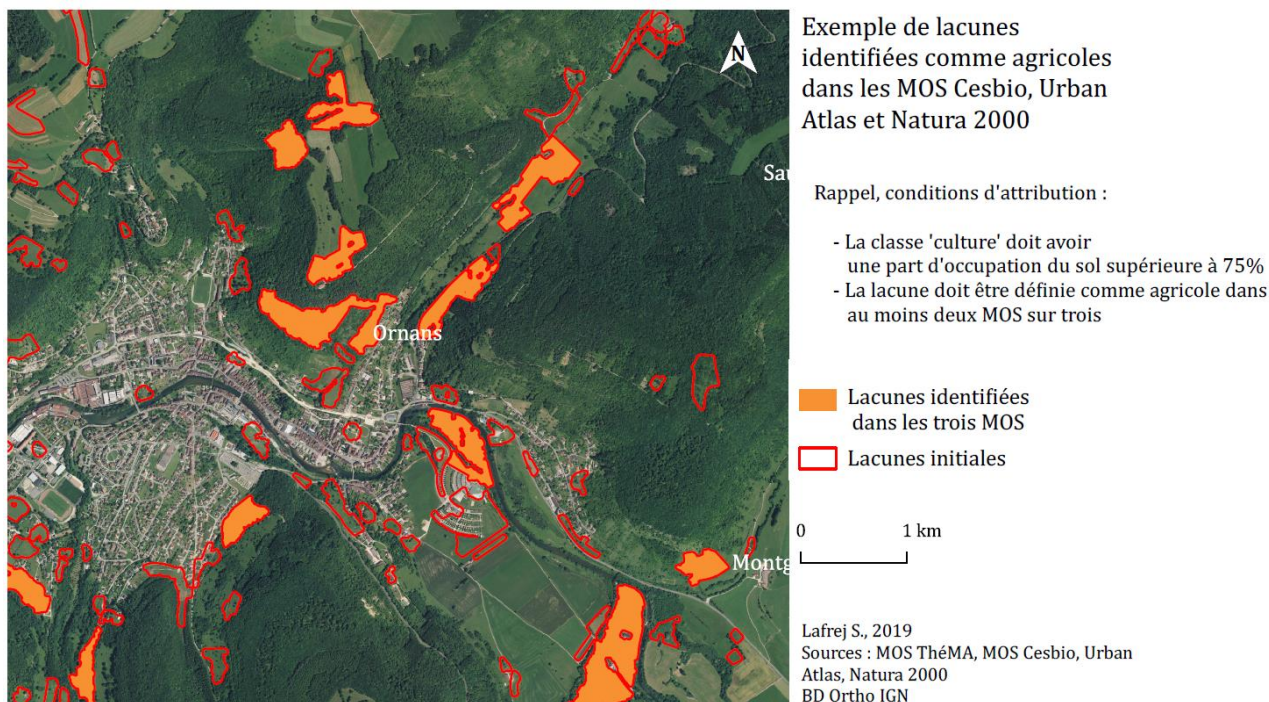 Exemple de lacunes
identifiées comme agricoles
dans les MOS Cesbio, Urban
Atlas et Natura 2000
N
Sau
Rappel, conditions d'attribution :
- La classe 'culture' doit avoir
une part d'occupation du sol supérieure à 75%
- La lacune doit être définie comme agricole dans
au moins deux MOS sur trois
Ornans
Lacunes identifiées
dans les trois MOS
Lacunes initiales
0 1 km
Montg
Lafrej S., 2019
Sources : MOS ThéMA, MOS Cesbio, Urban
Atlas, Natura 2000
BD Ortho IGN